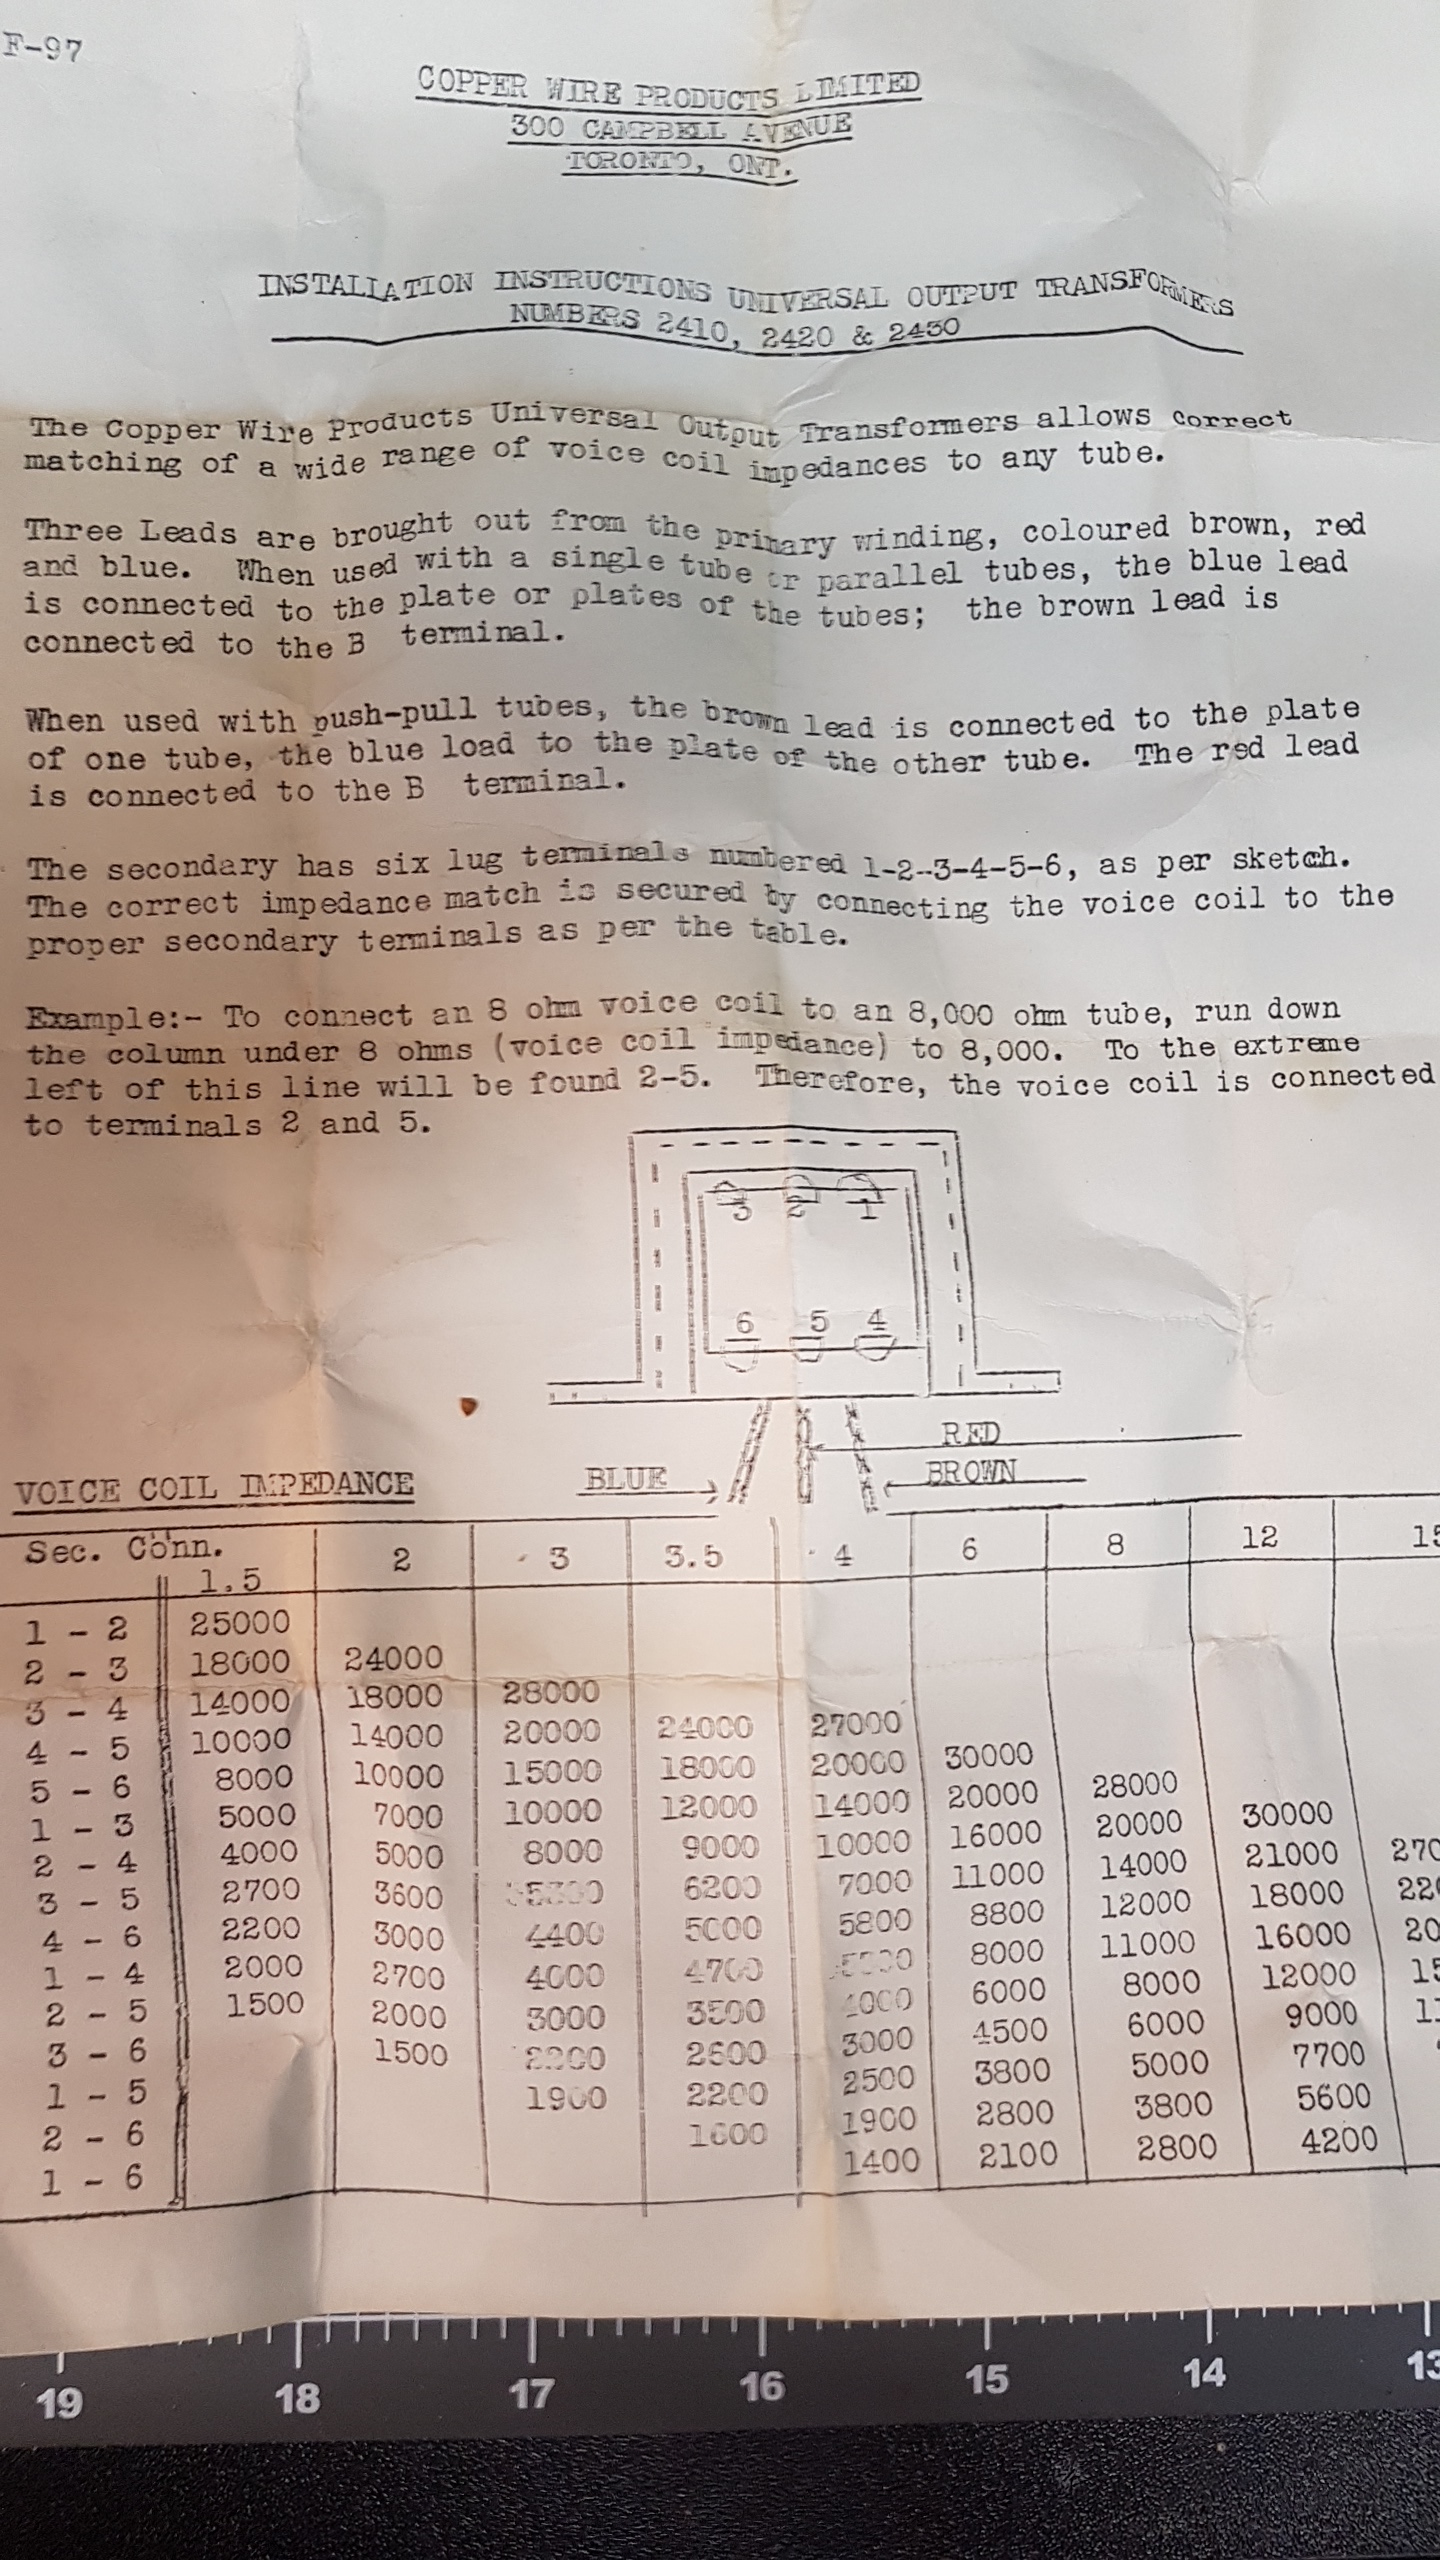 F-97
COPPER WIRE PRODUCTS LIMITED
300 CAMPBELL AVENUE
TORONTO, ONT.
INSTALLATION INSTRUCTIONS UNIVERSAL OUTPUT TRANSFORMERS
NUMBERS 2410, 2420 & 2430
The Copper Wire Products Universal Output Transformers allows correct
matching of a wide range of voice coil impedances to any tube.
Three Leads are brought out from the primary winding, coloured brown, red
and blue. When used with a single tube or parallel tubes, the blue lead
is connected to the plate or plates of the tubes; the brown lead is
connected to the B terminal.
When used with push-pull tubes, the brown lead is connected to the plate
of one tube, the blue load to the plate of the other tube. The red lead
is connected to the B terminal.
The secondary has six lug terminals numbered 1-2-3-4-5-6, as per sketch.
The correct impedance match is secured by connecting the voice coil to the
proper secondary terminals as per the table.
Example:- To connect an 8 ohm voice coil to an 8,000 ohm tube, run down
the column under 8 ohms (voice coil impedance) to 8,000. To the extreme
left of this line will be found 2-5. Therefore, the voice coil is connected
to terminals 2 and 5.
3 2 1
6 5 4
RED
BLUE BROWN
VOICE COIL IMPEDANCE
Sec. Conn. 1.5 2 3 3.5 4 6 8 12
1 - 2 25000
2 - 3 18000 24000
3 - 4 14000 18000 28000
4 - 5 10000 14000 20000 24000 27000
5 - 6 8000 10000 15000 18000 20000 30000
1 - 3 5000 7000 10000 12000 14000 20000 28000
2 - 4 4000 5000 8000 9000 10000 16000 20000 30000
3 - 5 2700 3600 6200 7000 11000 14000 21000
4 - 6 2200 3000 4400 5000 5800 8800 12000 18000
1 - 4 2000 2700 4000 4700 8000 11000 16000
2 - 5 1500 2000 3000 3500 4000 6000 8000 12000
3 - 6 1500 2200 2600 3000 4500 6000 9000
1 - 5 1900 2200 2500 3800 5000 7700
2 - 6 1600 1900 2800 3800 5600
1 - 6 1400 2100 2800 4200
19 18 17 16 15 14 13